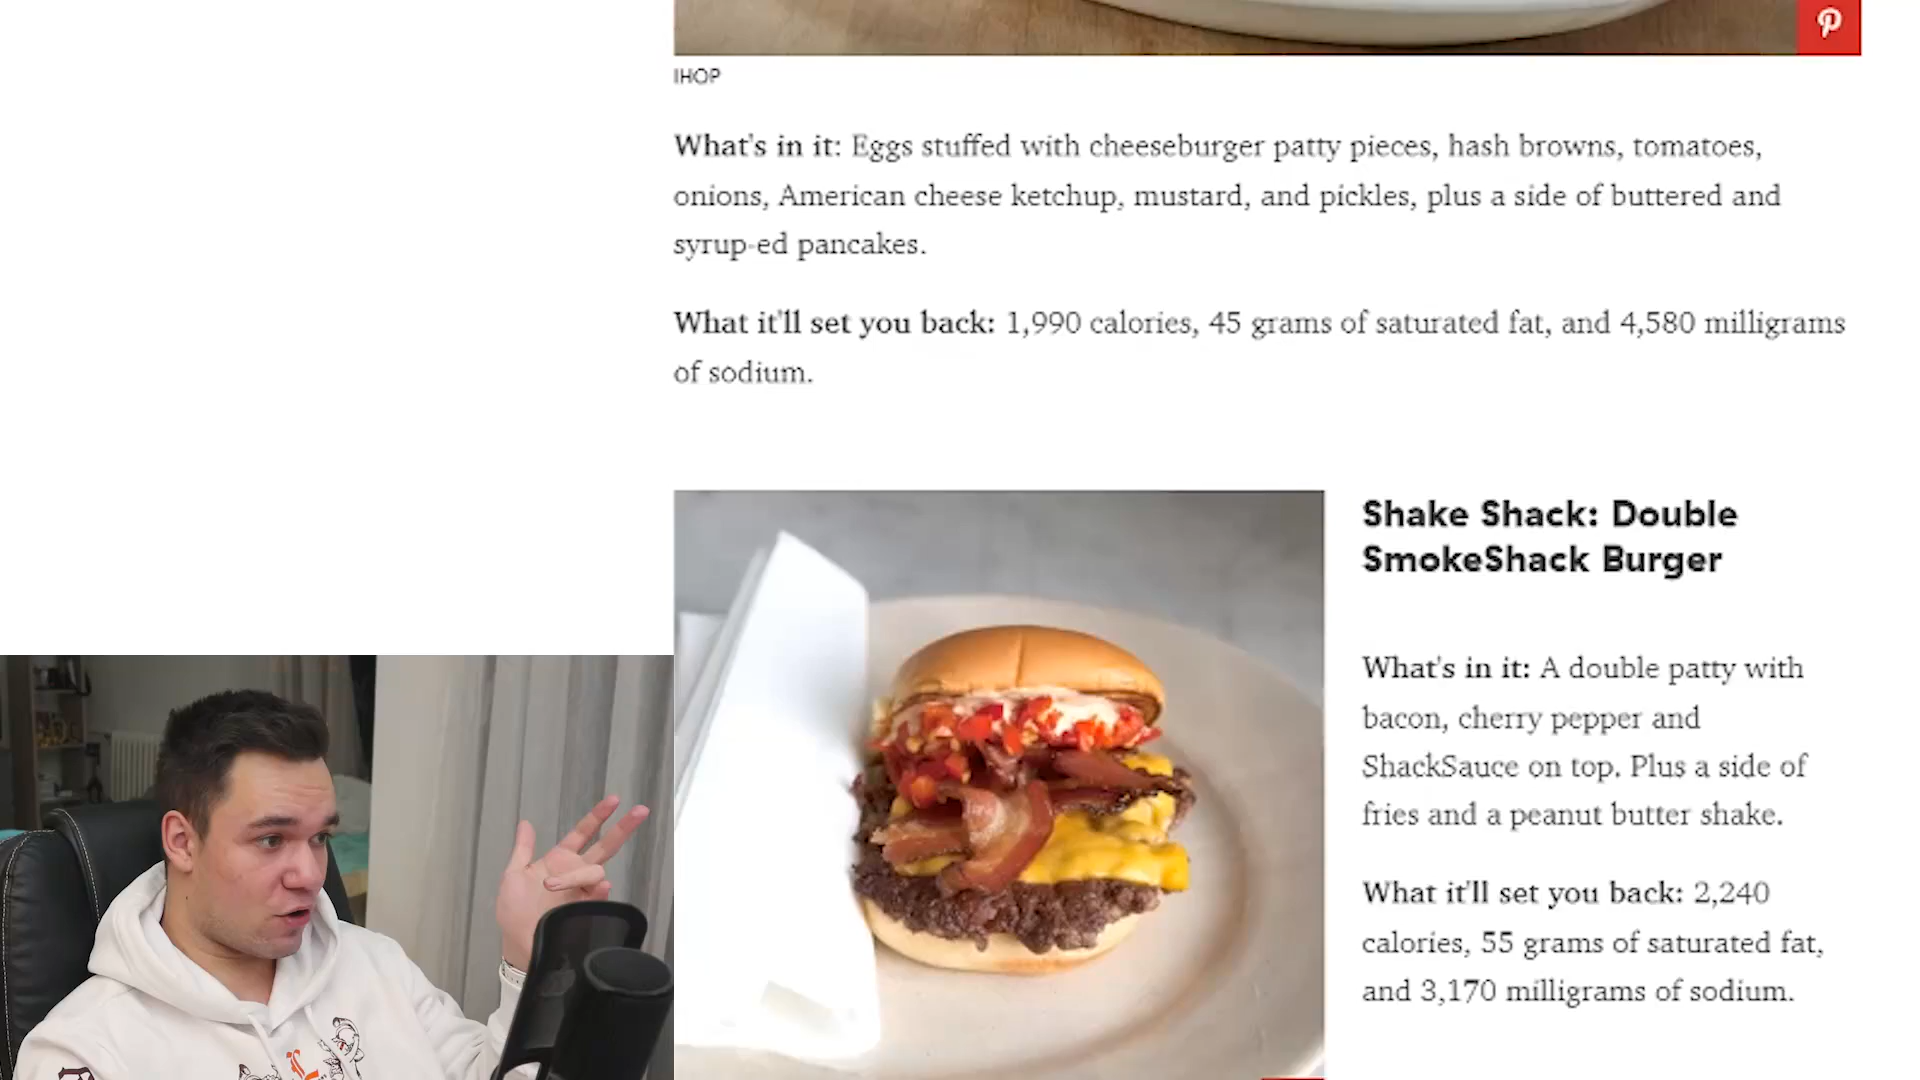 IHOP
What's in it: Eggs stuffed with cheeseburger patty pieces, hash browns, tomatoes,
onions, American cheese ketchup, mustard, and pickles, plus a side of buttered and
syrup-ed pancakes.
What it'll set you back: 1,990 calories, 45 grams of saturated fat, and 4,580 milligrams
of sodium.
Shake Shack: Double
SmokeShack Burger
What's in it: A double patty with
bacon, cherry pepper and
ShackSauce on top. Plus a side of
fries and a peanut butter shake.
What it'll set you back: 2,240
calories, 55 grams of saturated fat,
and 3,170 milligrams of sodium.